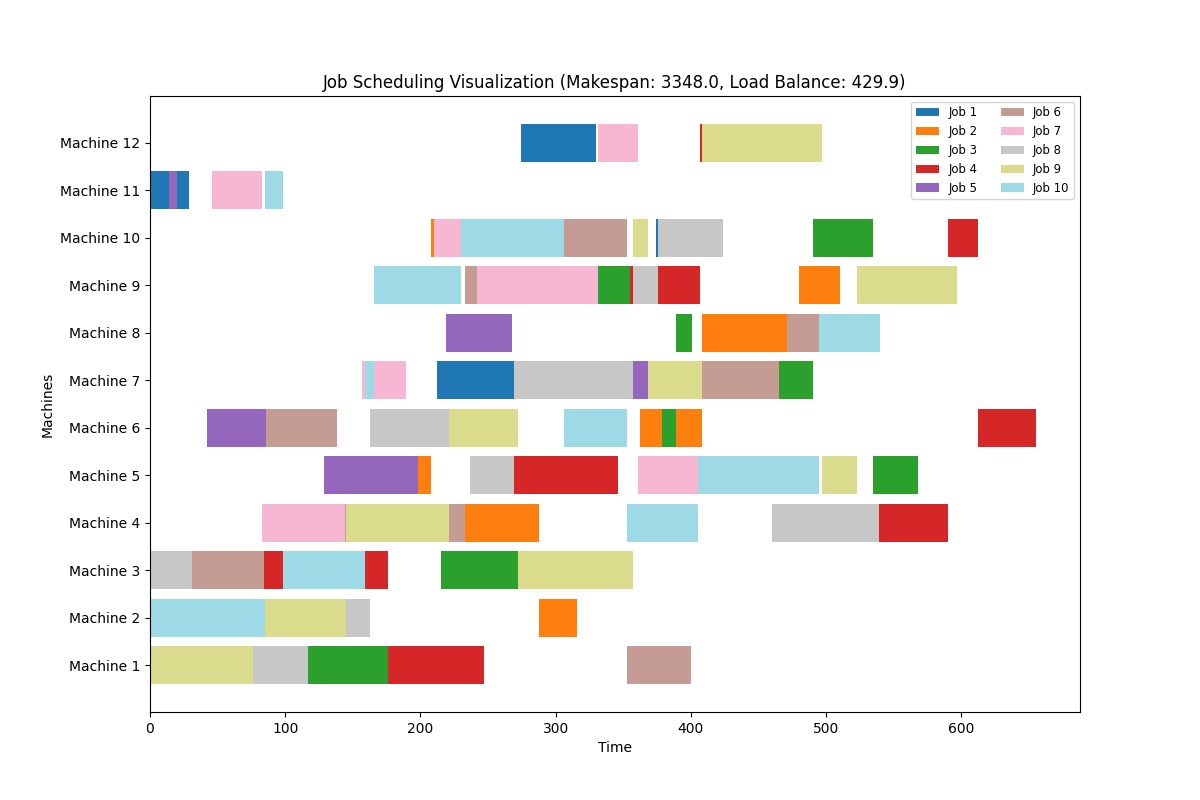 Job Scheduling Visualization (Makespan: 3348.0, Load Balance: 429.9)
Job 1
Job 2
Job 3
Job 4
Job 5
Job 6
Job 7
Job 8
Job 9
Job 10
Machines
Machine 12
Machine 11
Machine 10
Machine 9
Machine 8
Machine 7
Machine 6
Machine 5
Machine 4
Machine 3
Machine 2
Machine 1
0 100 200 300 400 500 600
Time